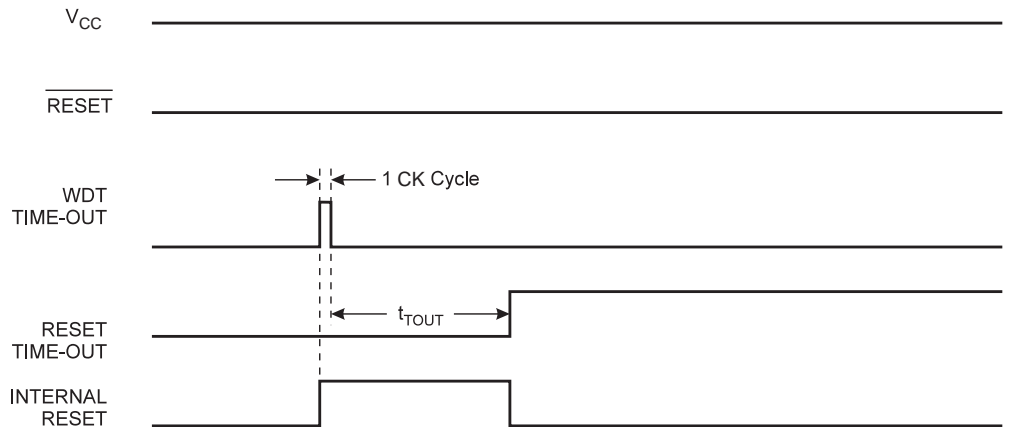 VCC
RESET
1 CK Cycle
WDT
TIME-OUT
tTOUT
RESET
TIME-OUT
INTERNAL
RESET